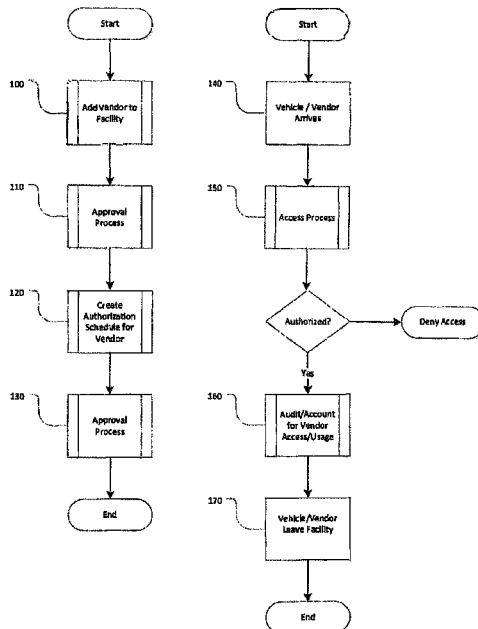 Start
100
Add Vendor to
Facility
210
Approval
Process
120
Create
Authorization
Schedule for
Vendor
130
Approval
Process
End
Start
140
Vehicle / Vendor
Arrives
150
Access Process
Authorized?
Deny Access
Yes
160
Audit/Account
for Vendor
Access/Usage
170
Vehicle/Vendor
Leave Facility
End